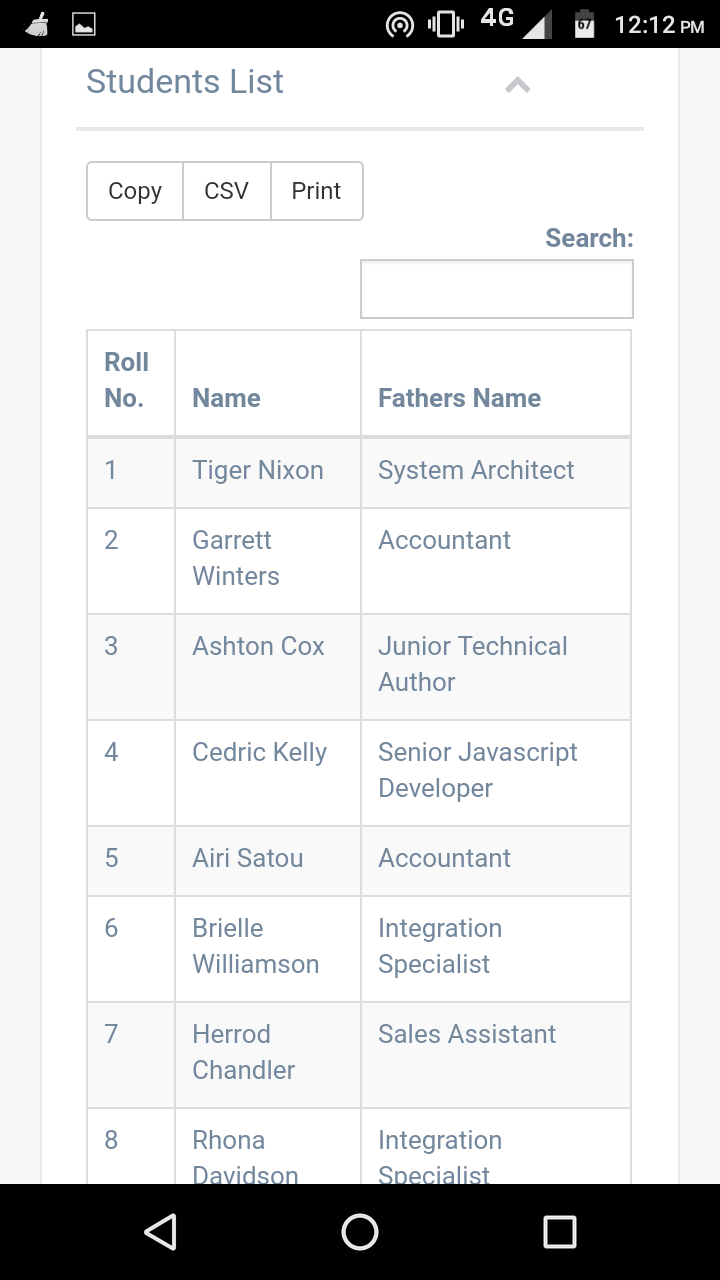 4G 67 12:12 PM
Students List
Copy CSV Print
Search:
Roll
No. Name Fathers Name
1 Tiger Nixon System Architect
2 Garrett Accountant
Winters
3 Ashton Cox Junior Technical
Author
4 Cedric Kelly Senior Javascript
Developer
5 Airi Satou Accountant
6 Brielle Integration
Williamson Specialist
7 Herrod Sales Assistant
Chandler
8 Rhona Integration
Davidson Specialist